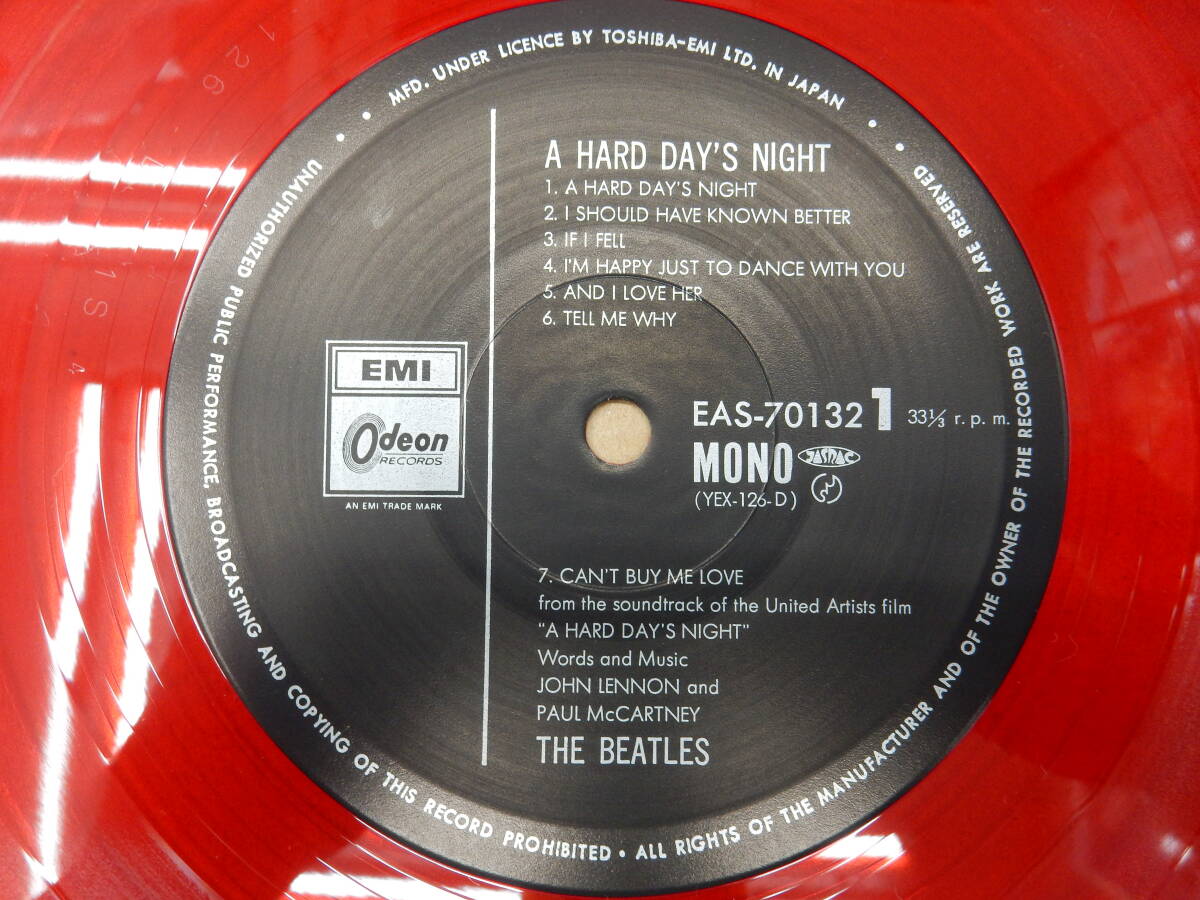 MFD. UNDER LICENCE BY TOSHIBA-EMI LTD. IN JAPAN
A HARD DAY'S NIGHT
1. A HARD DAY'S NIGHT
2. I SHOULD HAVE KNOWN BETTER
3. IF I FELL
4. I'M HAPPY JUST TO DANCE WITH YOU
5. AND I LOVE HER
6. TELL ME WHY
EMI
Odeon
RECORDS
AN EMI TRADE MARK
EAS-70132 1 33⅓ r.p.m.
MONO JASRAC
(YEX-126-D)
7. CAN'T BUY ME LOVE
from the soundtrack of the United Artists film
"A HARD DAY'S NIGHT"
Words and Music
JOHN LENNON and
PAUL McCARTNEY
THE BEATLES
UNAUTHORIZED PUBLIC PERFORMANCE, BROADCASTING AND COPYING OF THIS RECORD PROHIBITED • ALL RIGHTS OF THE MANUFACTURER AND OF THE OWNER OF THE RECORDED WORK ARE RESERVED
126